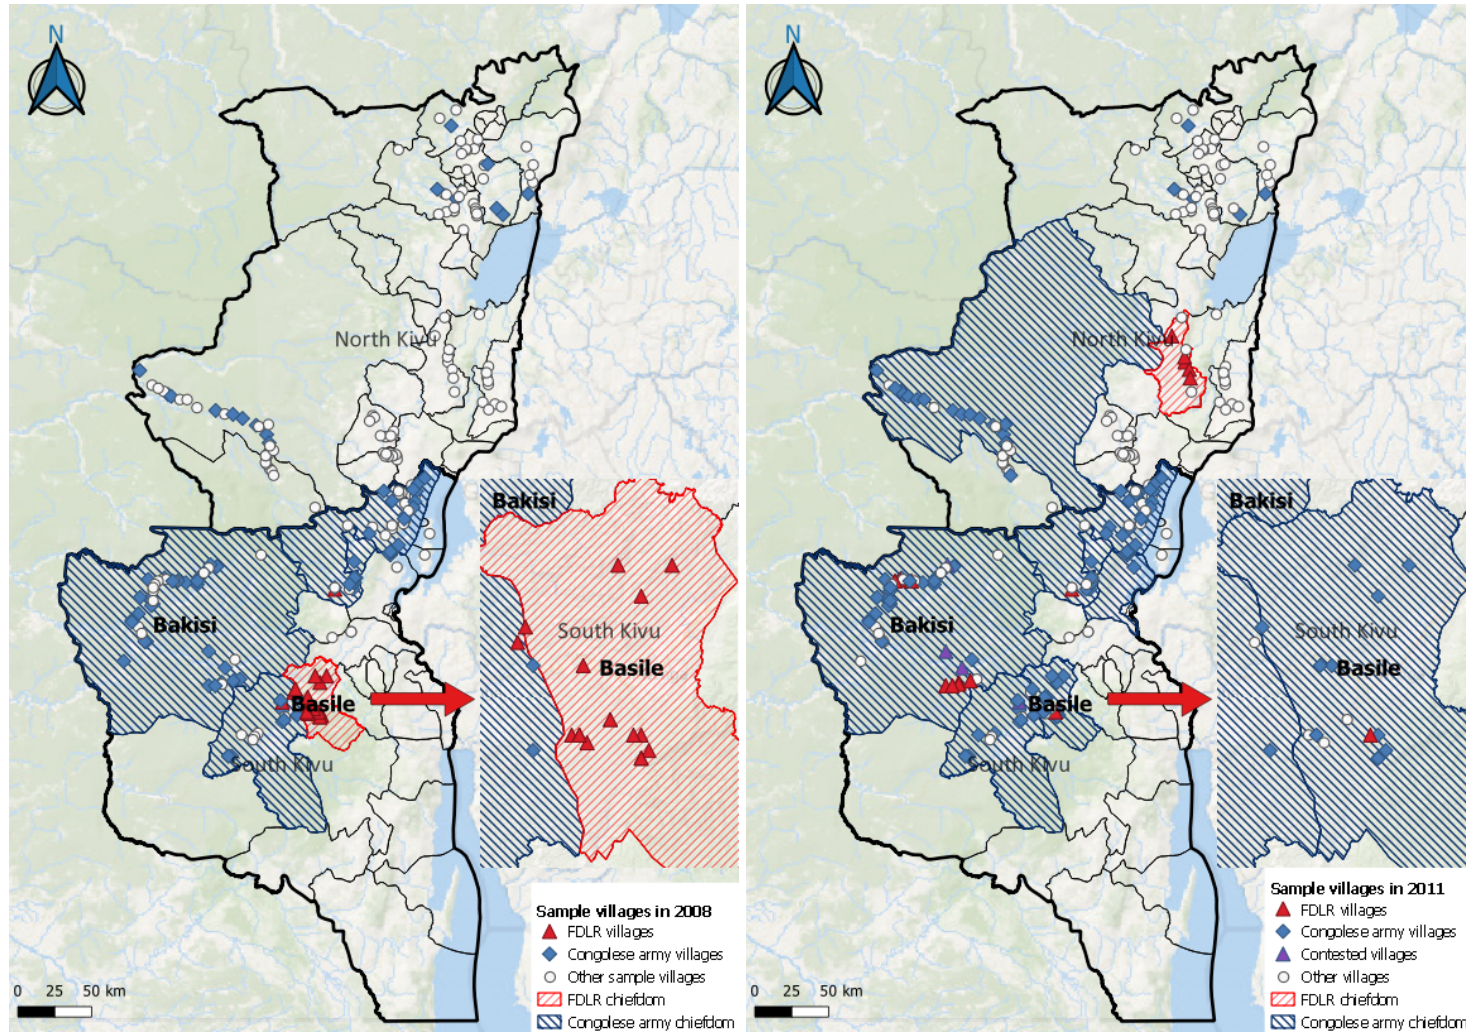 N
North Kivu
Bakisi
South Kivu
Basile
Bakisi
Basile
South Kivu
Sample villages in 2008
FDLR villages
Congolese army villages
Other sample villages
FDLR chiefdom
Congolese army chiefdom
0 25 50 km
N
North Kivu
Bakisi
South Kivu
Basile
Bakisi
Basile
South Kivu
Sample villages in 2011
FDLR villages
Congolese army villages
Contested villages
Other villages
FDLR chiefdom
Congolese army chiefdom
0 25 50 km